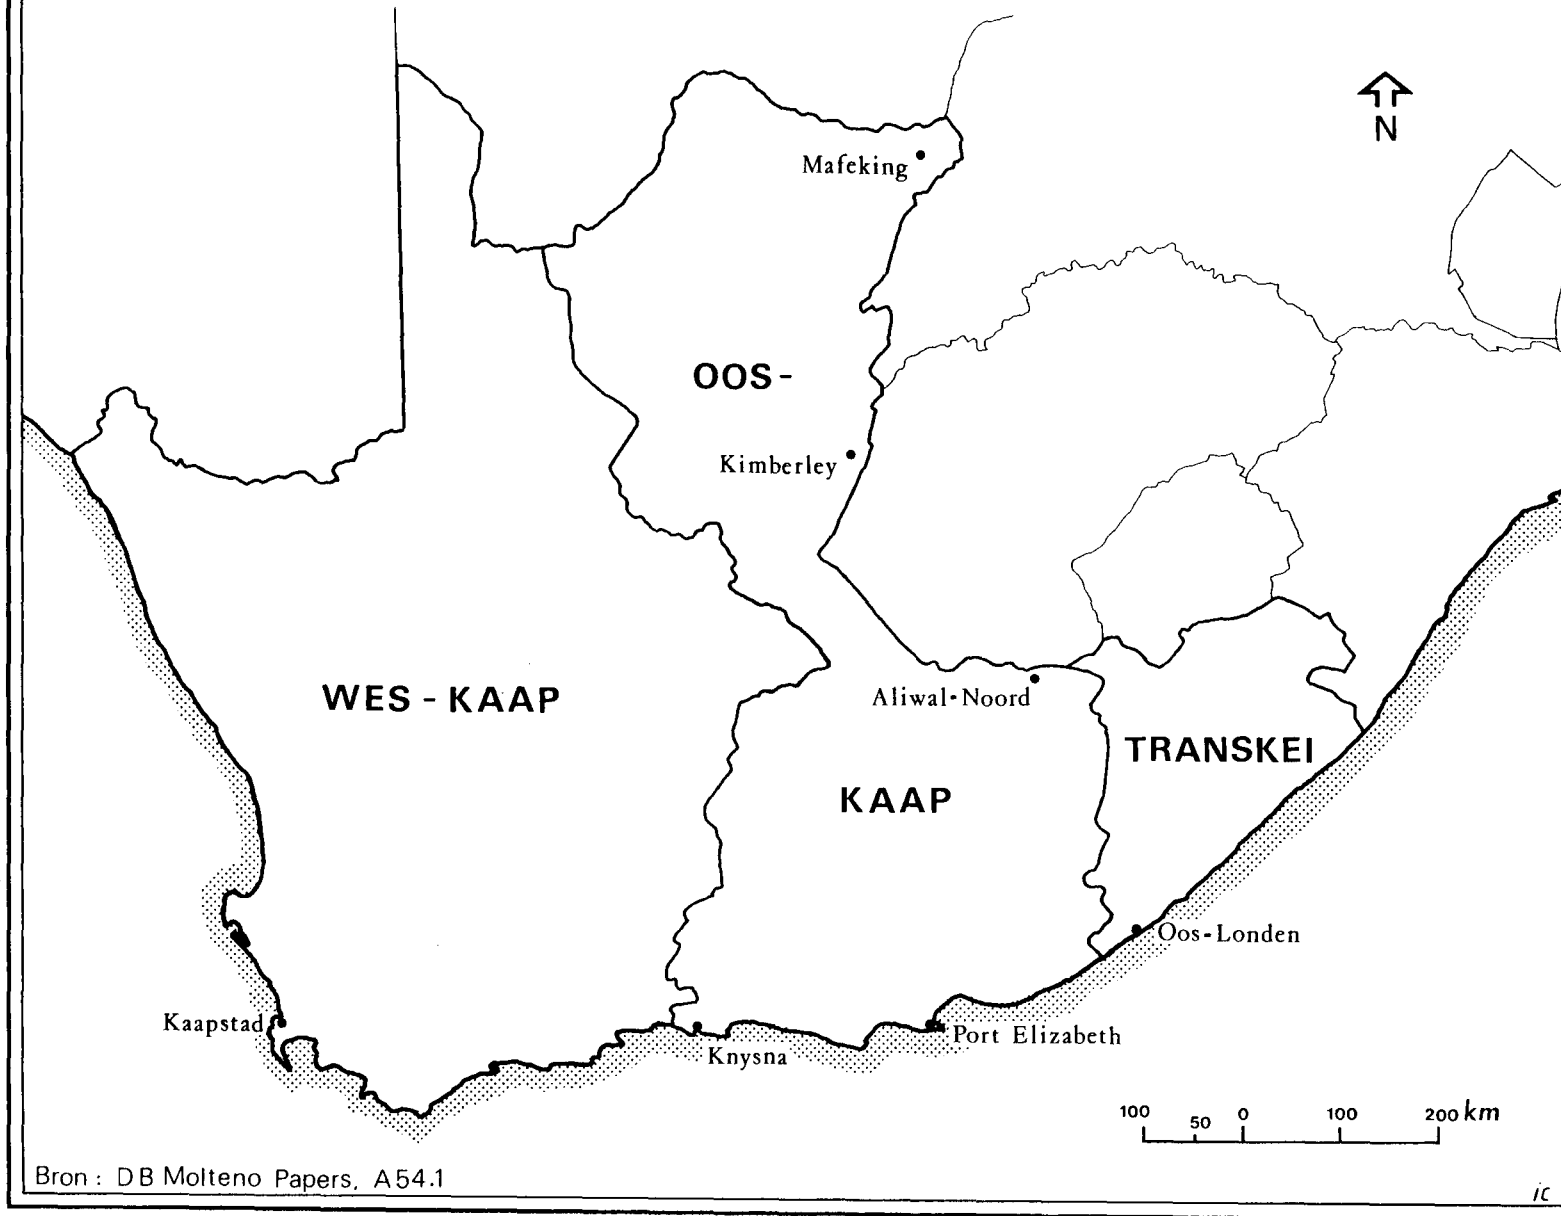 N
Mafeking
OOS-
Kimberley
WES - KAAP
Aliwal-Noord
TRANSKEI
KAAP
Oos-Londen
Kaapstad
Port Elizabeth
Knysna
100 50 0 100 200 km
Bron : DB Molteno Papers, A54.1
ic